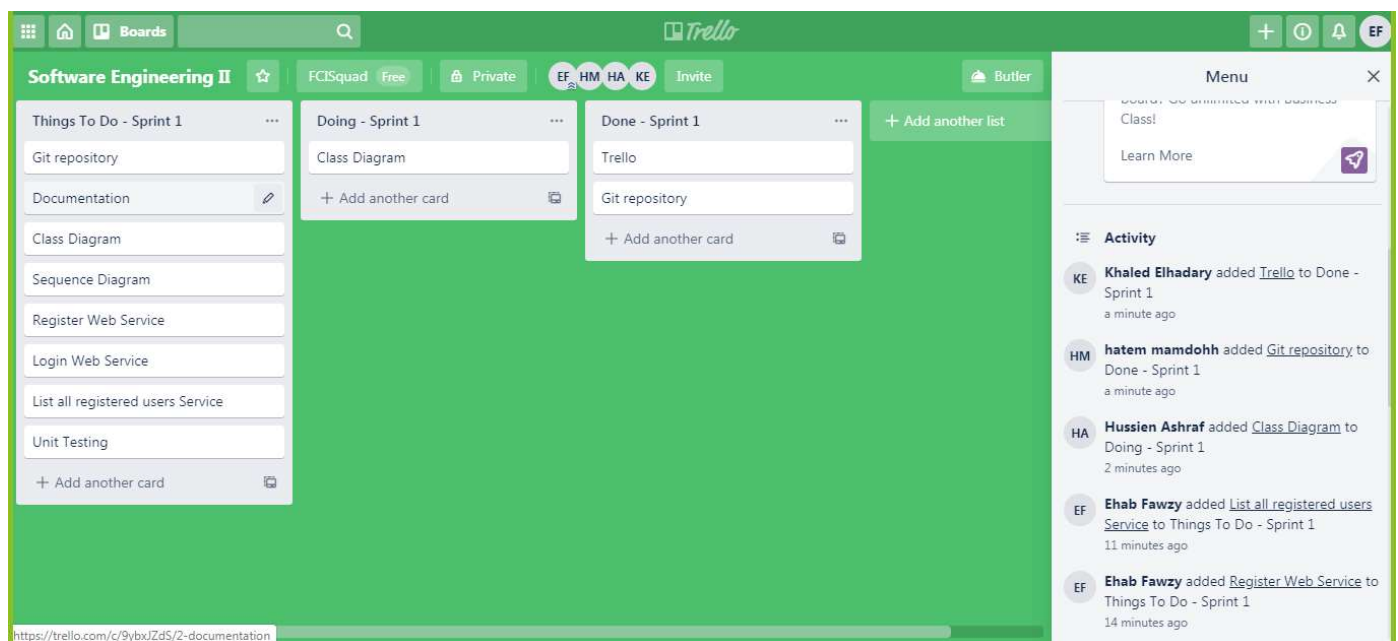 Boards
Trello
EF
Software Engineering II
FCISquad Free
Private
EF HM HA KE
Invite
Butler
Things To Do - Sprint 1
Git repository
Documentation
Class Diagram
Sequence Diagram
Register Web Service
Login Web Service
List all registered users Service
Unit Testing
+ Add another card
Doing - Sprint 1
Class Diagram
+ Add another card
Done - Sprint 1
Trello
Git repository
+ Add another card
+ Add another list
Menu
board? Go unlimited with Business
Class!
Learn More
Activity
KE
Khaled Elhadary added Trello to Done -
Sprint 1
a minute ago
HM
hatem mamdohh added Git repository to
Done - Sprint 1
a minute ago
HA
Hussien Ashraf added Class Diagram to
Doing - Sprint 1
2 minutes ago
EF
Ehab Fawzy added List all registered users
Service to Things To Do - Sprint 1
11 minutes ago
EF
Ehab Fawzy added Register Web Service to
Things To Do - Sprint 1
14 minutes ago
https://trello.com/c/9ybxJZdS/2-documentation